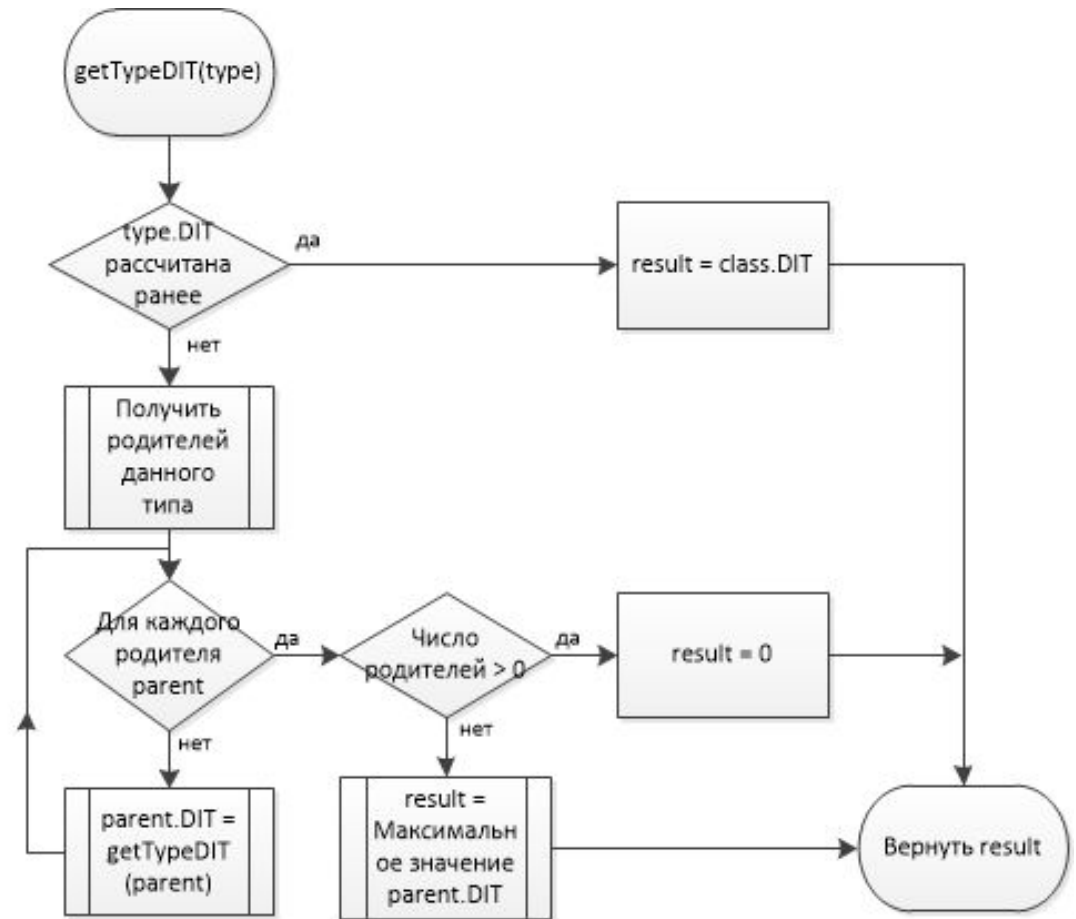 getTypeDIT(type)
type.DIT
рассчитана
ранее
да
result = class.DIT
нет
Получить
родителей
данного
типа
Для каждого
родителя
parent
да
Число
родителей > 0
да
result = 0
нет
нет
parent.DIT =
getTypeDIT
(parent)
result =
Максимальн
ое значение
parent.DIT
Вернуть result